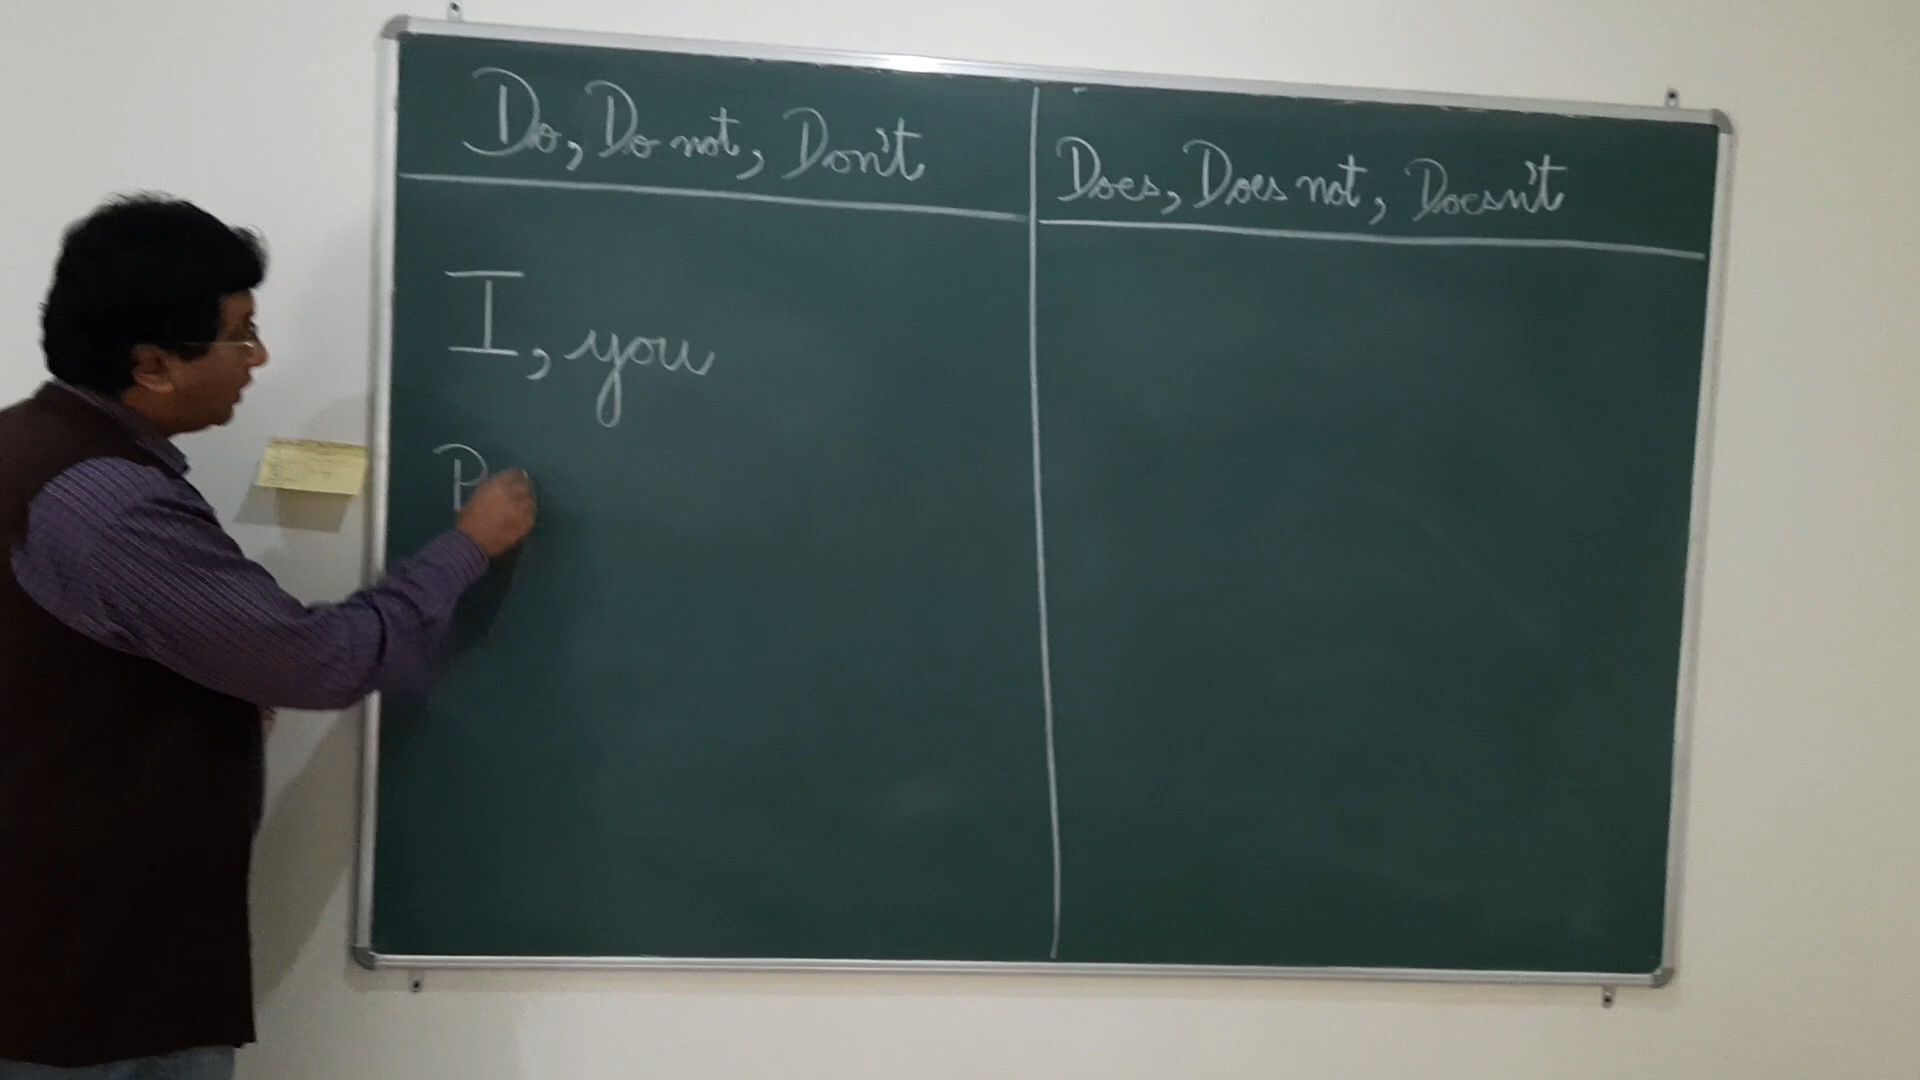 Do, Do not, Don't
Does, Does not, Doesn't
I, you
P